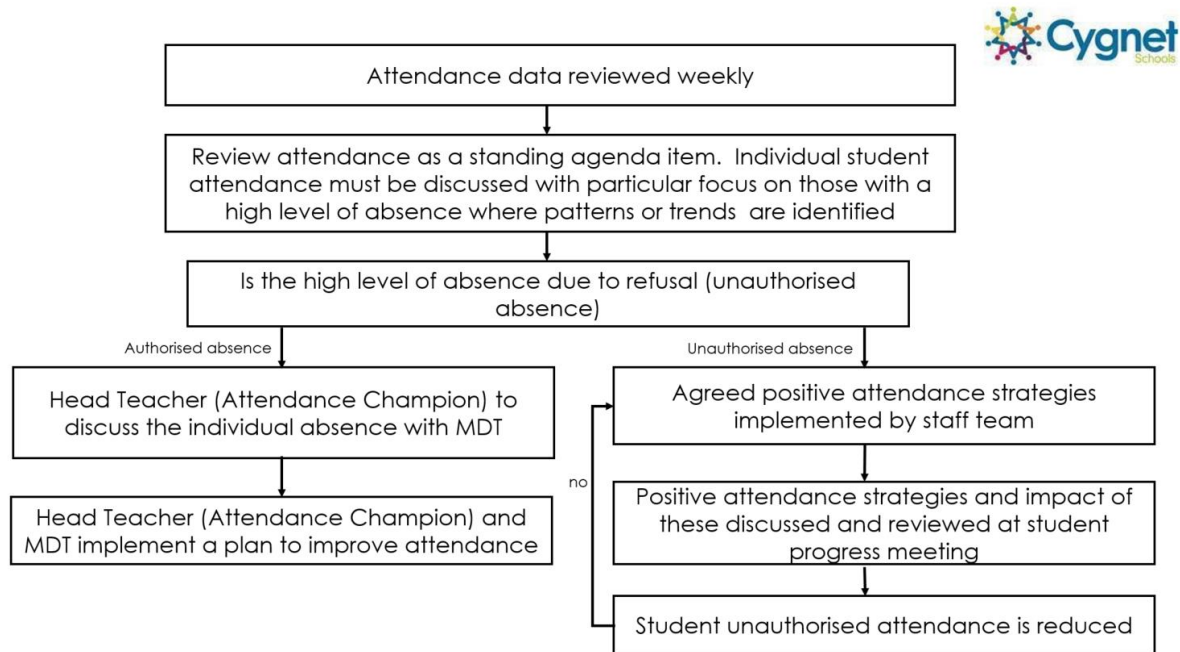 Cygnet
Schools
Attendance data reviewed weekly
Review attendance as a standing agenda item. Individual student
attendance must be discussed with particular focus on those with a
high level of absence where patterns or trends are identified
Is the high level of absence due to refusal (unauthorised
absence)
Authorised absence
Unauthorised absence
Head Teacher (Attendance Champion) to
discuss the individual absence with MDT
Agreed positive attendance strategies
implemented by staff team
no
Head Teacher (Attendance Champion) and
MDT implement a plan to improve attendance
Positive attendance strategies and impact of
these discussed and reviewed at student
progress meeting
Student unauthorised attendance is reduced